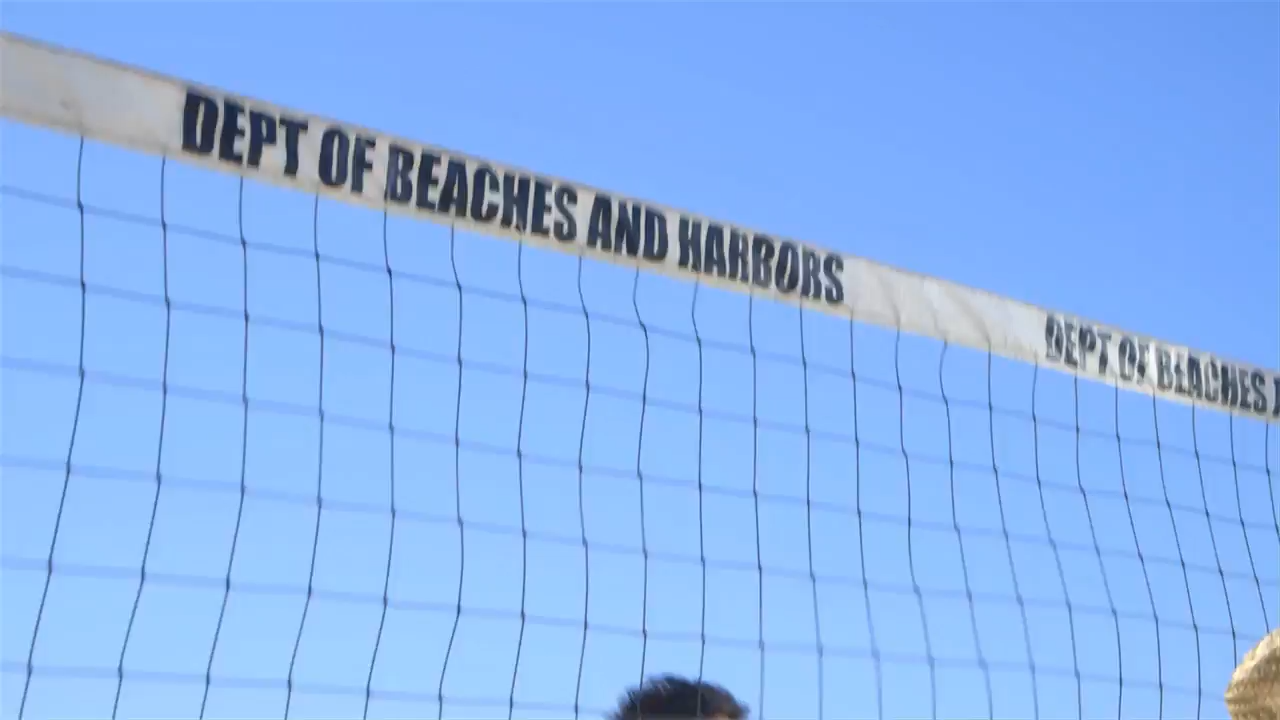 DEPT OF BEACHES AND HARBORS
DEPT OF BEACHES